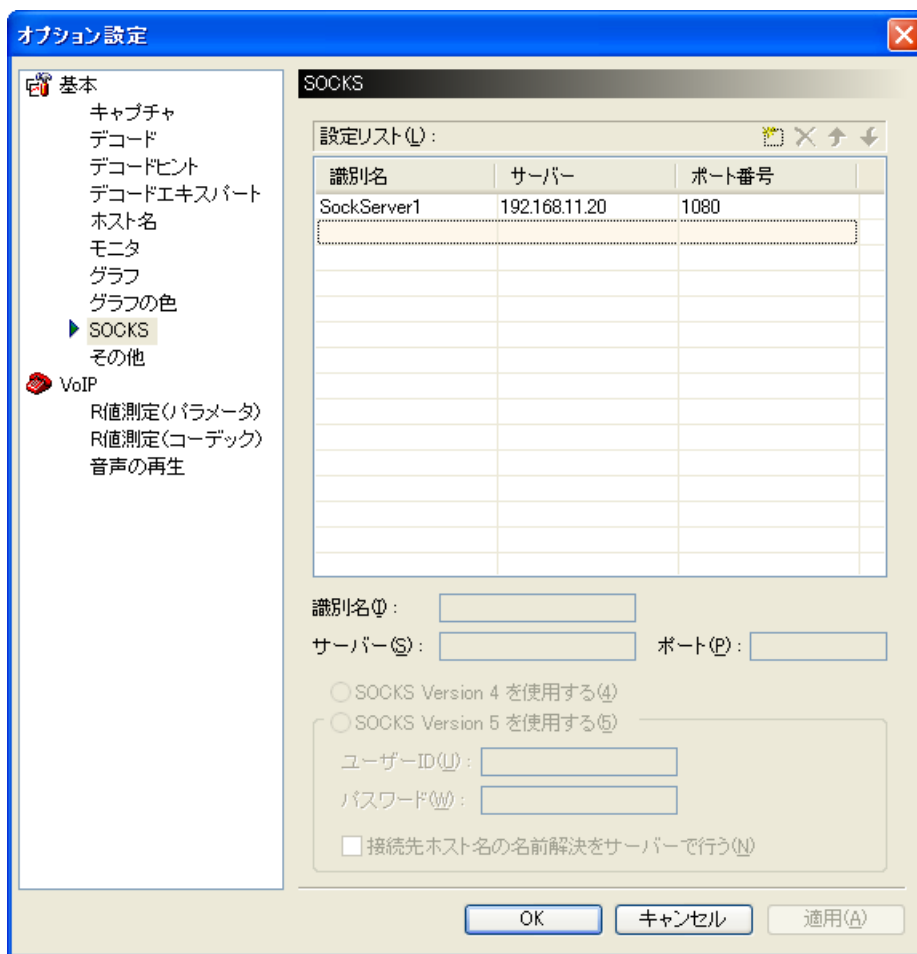 オプション設定
基本
キャプチャ
デコード
デコードヒント
デコードエキスパート
ホスト名
モニタ
グラフ
グラフの色
SOCKS
その他
VoIP
R値測定(パラメータ)
R値測定(コーデック)
音声の再生
SOCKS
設定リスト(L):
識別名 サーバー ポート番号
SockServer1 192.168.11.20 1080
識別名(I):
サーバー(S): ポート(P):
SOCKS Version 4 を使用する(4)
SOCKS Version 5 を使用する(5)
ユーザーID(U):
パスワード(W):
接続先ホスト名の名前解決をサーバーで行う(N)
OK キャンセル 適用(A)